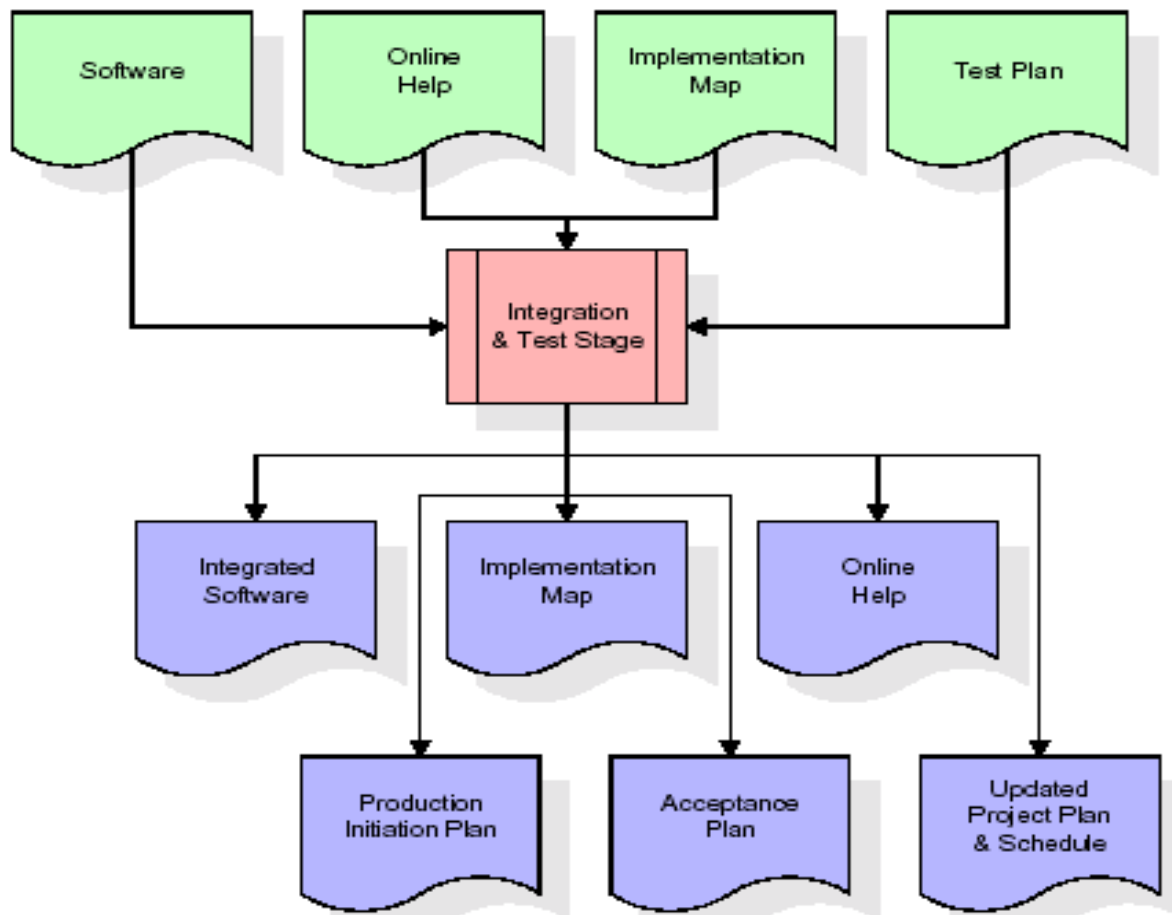 Software
Online
Help
Implementation
Map
Test Plan
Integration
& Test Stage
Integrated
Software
Implementation
Map
Online
Help
Production
Initiation Plan
Acceptance
Plan
Updated
Project Plan
& Schedule